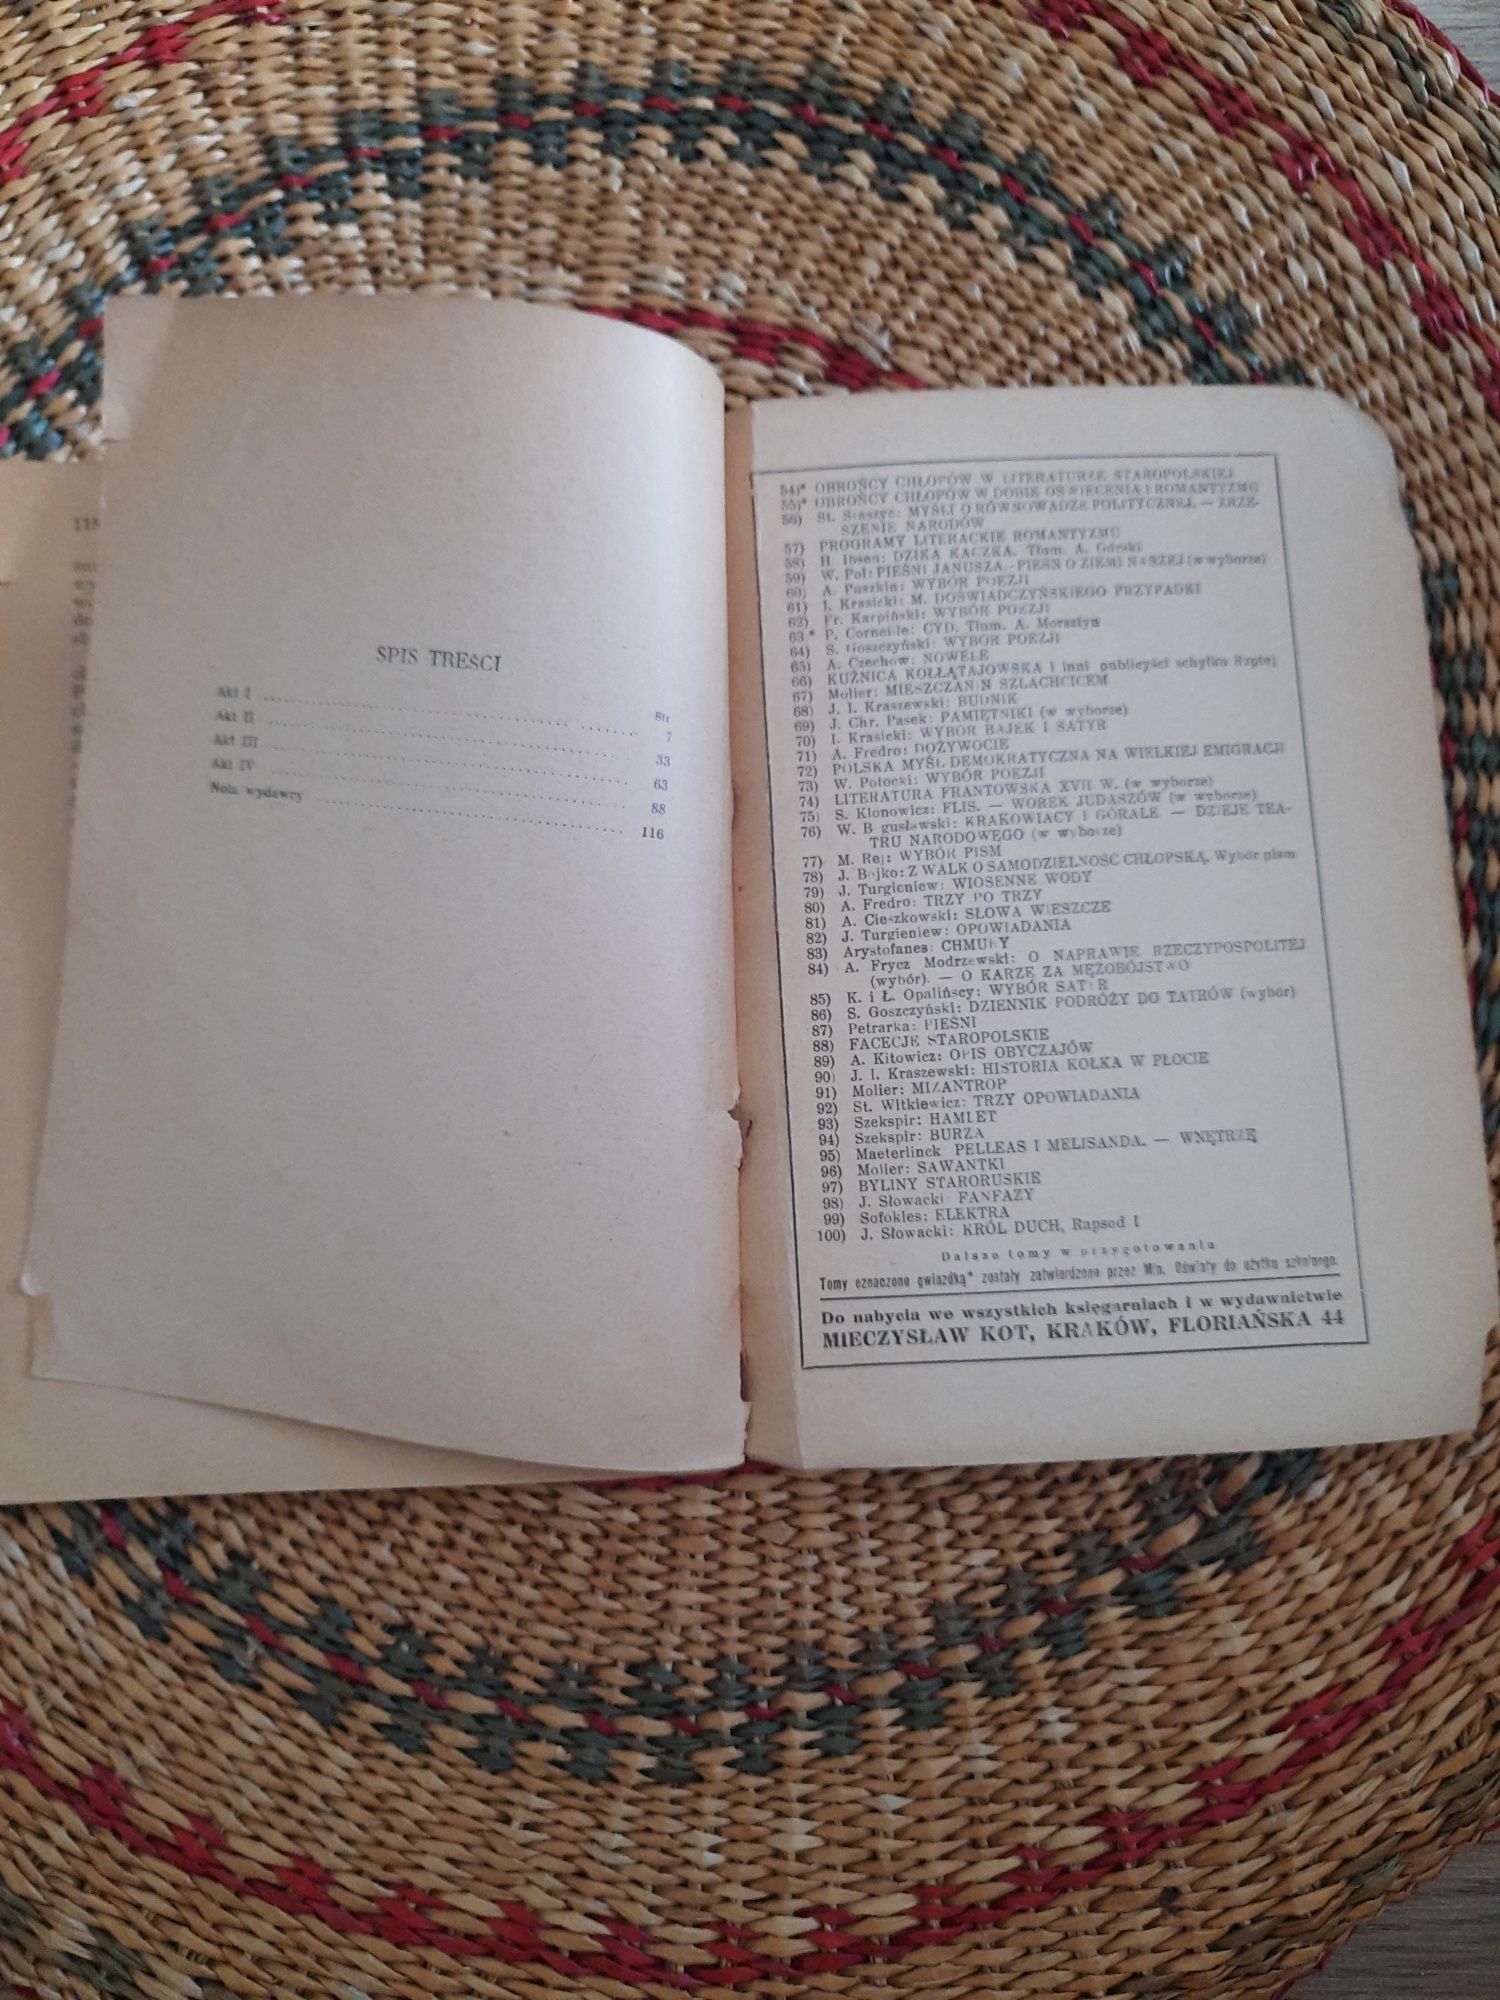 118
SPIS TREŚCI
Str
Akt I 7
Akt II 33
Akt III 63
Akt IV 88
Nota wydawcy 116
54)* OBROŃCY CHŁOPÓW W LITERATURZE STAROPOLSKIEJ
55)* OBROŃCY CHŁOPÓW W DOBIE OŚWIECENIA I ROMANTYZMU
56) St. Staszyc: MYŚLI O RÓWNOWADZE POLITYCZNEJ. — ZRZE-
SZENIE NARODÓW
57) PROGRAMY LITERACKIE ROMANTYZMU
58) H. Ibsen: DZIKA KACZKA. Tłum. A. Górski
59) W. Pol: PIEŚNI JANUSZA. - PIEŚŃ O ZIEMI NASZEJ (w wyborze)
60) A. Puszkin: WYBÓR POEZJI
61) I. Krasicki: M. DOŚWIADCZYŃSKIEGO PRZYPADKI
62) Fr. Karpiński: WYBÓR POEZJI
63.* P. Corneille: CYD. Tłum. A. Morsztyn
64) S. Goszczyński: WYBÓR POEZJI
65) A. Czechow: NOWELE
66) KUŹNICA KOŁŁĄTAJOWSKA i inni publicyści schyłku Rzptej
67) Molier: MIESZCZANIN SZLACHCICEM
68) J. I. Kraszewski: BUDNIK
69) J. Chr. Pasek: PAMIĘTNIKI (w wyborze)
70) I. Krasicki: WYBÓR BAJEK I SATYR
71) A. Fredro: DOŻYWOCIE
72) POLSKA MYŚL DEMOKRATYCZNA NA WIELKIEJ EMIGRACJI
73) W. Potocki: WYBÓR POEZJI
74) LITERATURA FRANTOWSKA XVII W. (w wyborze)
75) S. Klonowicz: FLIS. — WOREK JUDASZÓW (w wyborze)
76) W. B gusławski: KRAKOWIACY I GÓRALE — DZIEJE TEA-
TRU NARODOWEGO (w wyborze)
77) M. Rej: WYBÓR PISM
78) J. Bojko: Z WALK O SAMODZIELNOŚĆ CHŁOPSKĄ. Wybór pism
79) J. Turgieniew: WIOSENNE WODY
80) A. Fredro: TRZY PO TRZY
81) A. Cieszkowski: SŁOWA WIESZCZE
82) J. Turgieniew: OPOWIADANIA
83) Arystofanes: CHMURY
84) A. Frycz Modrzewski: O NAPRAWIE RZECZYPOSPOLITEJ
(wybór). — O KARZE ZA MĘŻOBÓJSTWO
85) K. i Ł. Opalińscy: WYBÓR SATYR
86) S. Goszczyński: DZIENNIK PODRÓŻY DO TATRÓW (wybór)
87) Petrarka: PIEŚNI
88) FACECJE STAROPOLSKIE
89) A. Kitowicz: OPIS OBYCZAJÓW
90) J. I. Kraszewski: HISTORIA KOŁKA W PŁOCIE
91) Molier: MIZANTROP
92) St. Witkiewicz: TRZY OPOWIADANIA
93) Szekspir: HAMLET
94) Szekspir: BURZA
95) Maeterlinck PELLEAS I MELISANDA. — WNĘTRZE
96) Molier: SAWANTKI
97) BYLINY STARORUSKIE
98) J. Słowacki FANFAZY
99) Sofokles: ELEKTRA
100) J. Słowacki: KRÓL DUCH, Rapsod I
Dalsze tomy w przygotowaniu
Tomy oznaczone gwiazdką* zostały zatwierdzone przez Min. Oświaty do użytku szkolnego.
Do nabycia we wszystkich księgarniach i w wydawnictwie
MIECZYSŁAW KOT, KRAKÓW, FLORIAŃSKA 44